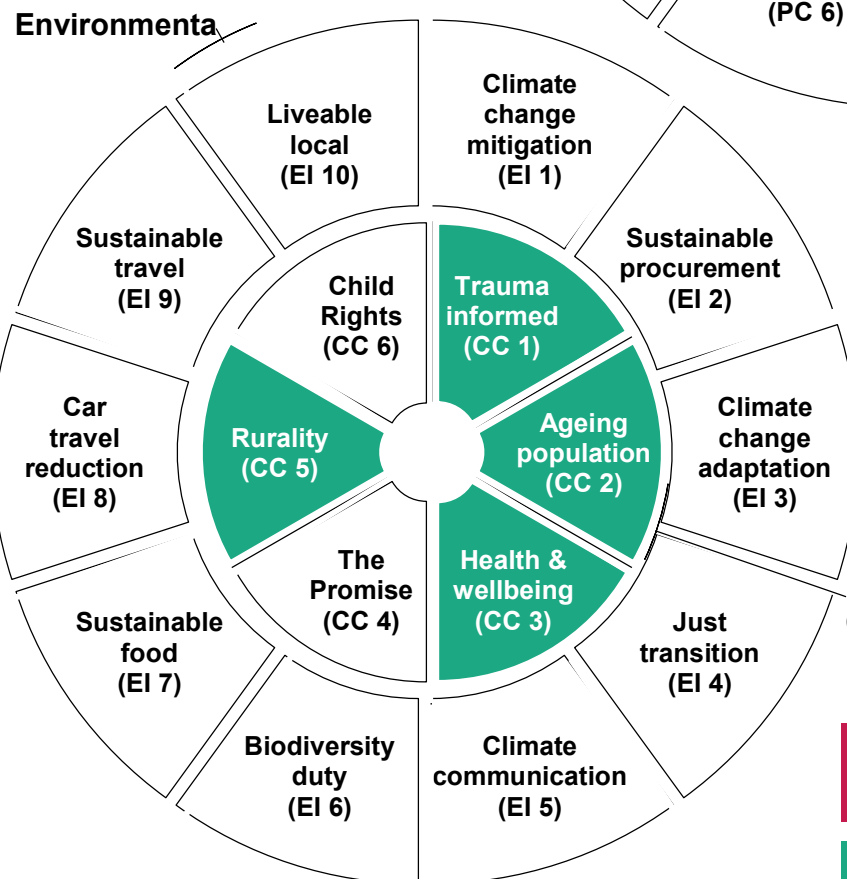 Environmenta
(PC 6)
Climate
change
mitigation
(EI 1)
Sustainable
procurement
(EI 2)
Climate
change
adaptation
(EI 3)
Just
transition
(EI 4)
Climate
communication
(EI 5)
Biodiversity
duty
(EI 6)
Sustainable
food
(EI 7)
Car
travel
reduction
(EI 8)
Sustainable
travel
(EI 9)
Liveable
local
(EI 10)
Trauma
informed
(CC 1)
Ageing
population
(CC 2)
Health &
wellbeing
(CC 3)
The
Promise
(CC 4)
Rurality
(CC 5)
Child
Rights
(CC 6)